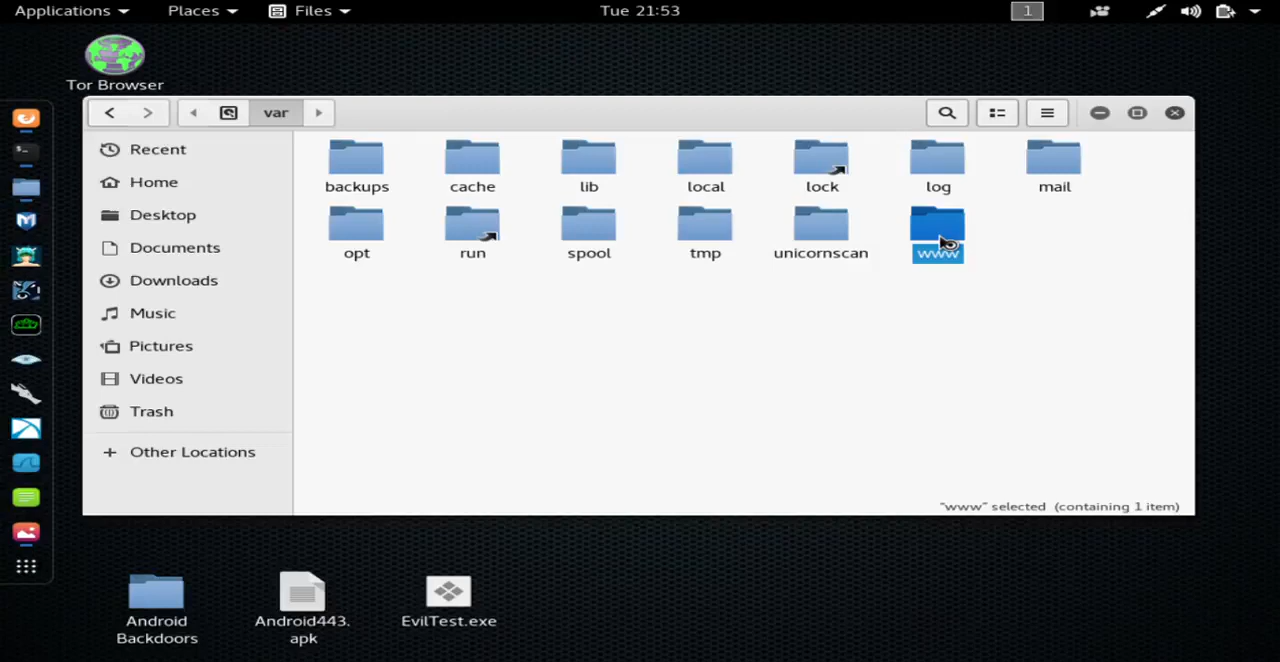 Applications Places Files Tue 21:53 1
Tor Browser
var
Recent
Home
Desktop
Documents
Downloads
Music
Pictures
Videos
Trash
Other Locations
backups cache lib local lock log mail
opt run spool tmp unicornscan www
"www" selected (containing 1 item)
Android
Backdoors
Android443.
apk
EvilTest.exe